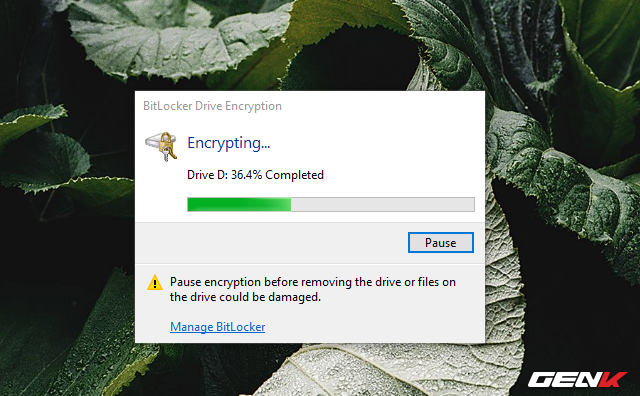 BitLocker Drive Encryption
Encrypting...
Drive D: 36.4% Completed
Pause
Pause encryption before removing the drive or files on
the drive could be damaged.
Manage BitLocker
GENK